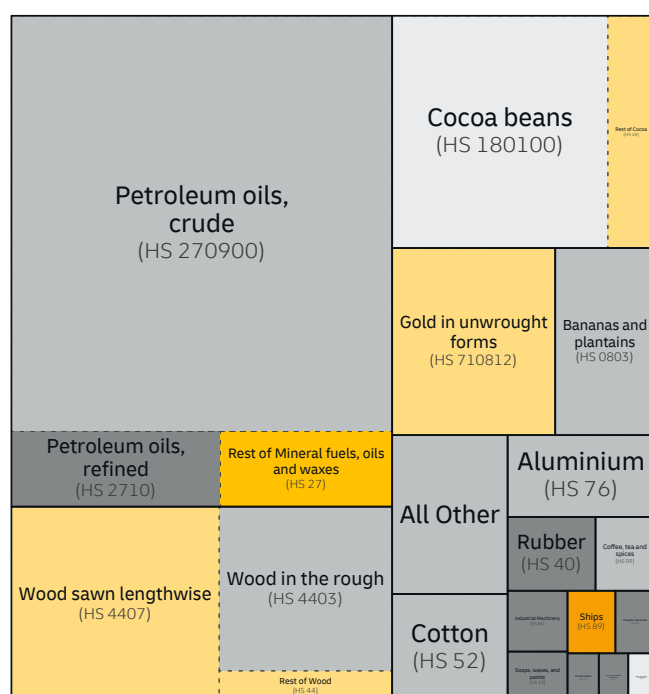 Petroleum oils,
crude
(HS 270900)
Cocoa beans
(HS 180100)
Rest of Cocoa
Gold in unwrought
forms
(HS 710812)
Bananas and
plantains
(HS 0803)
Petroleum oils,
refined
(HS 2710)
Rest of Mineral fuels, oils
and waxes
(HS 27)
All Other
Aluminium
(HS 76)
Wood sawn lengthwise
(HS 4407)
Wood in the rough
(HS 4403)
Rubber
(HS 40)
Coffee, tea and
spices
(HS 09)
Cotton
(HS 52)
Industrial Machinery
Ships
(HS 89)
Rest of Wood
(HS 44)
Soaps, waxes, and
paints
(HS 34)